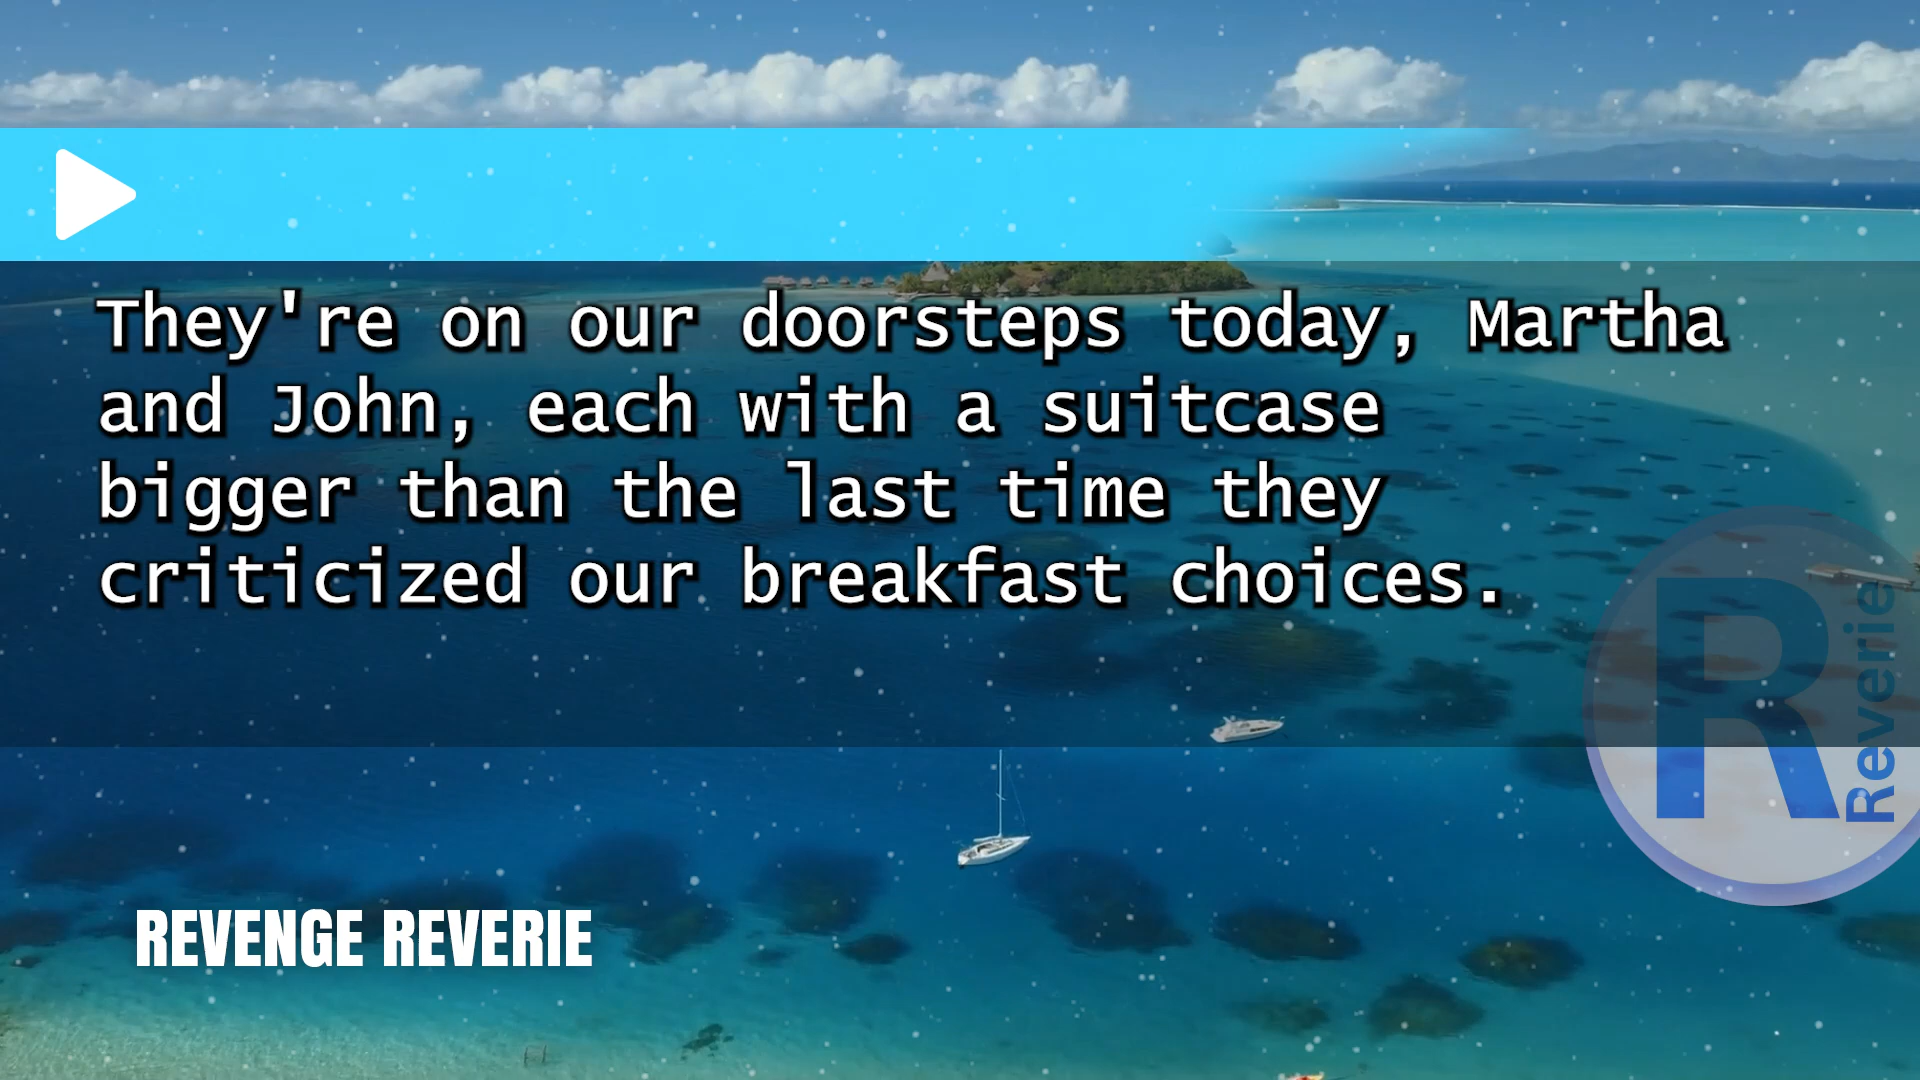 They're on our doorsteps today, Martha
and John, each with a suitcase
bigger than the last time they
criticized our breakfast choices.
R
Reverie
REVENGE REVERIE